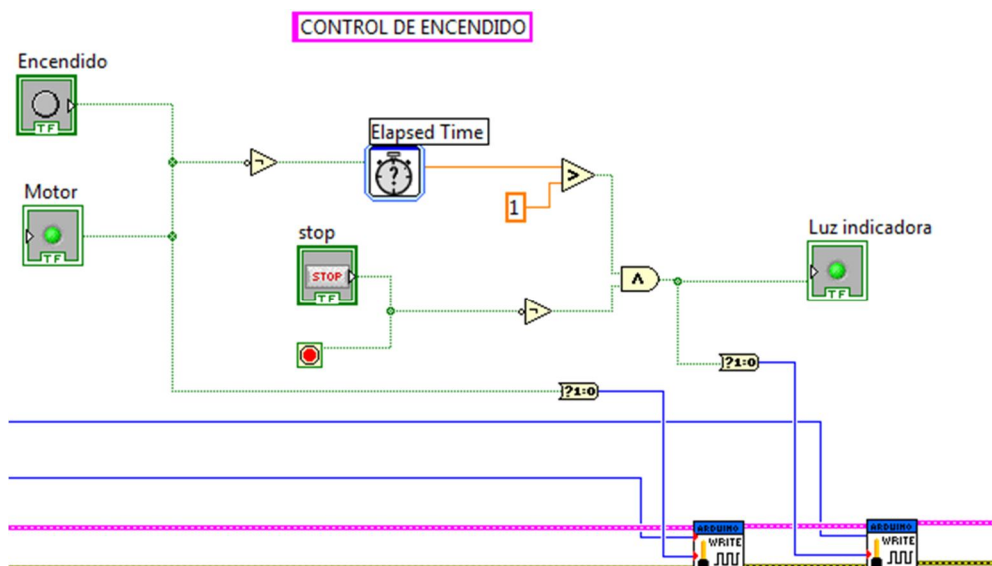 CONTROL DE ENCENDIDO
Encendido
TF
Elapsed Time
?
>
1
Motor
TF
stop
STOP
TF
Luz indicadora
TF
?1:0
?1:0
ARDUINO
WRITE
ARDUINO
WRITE